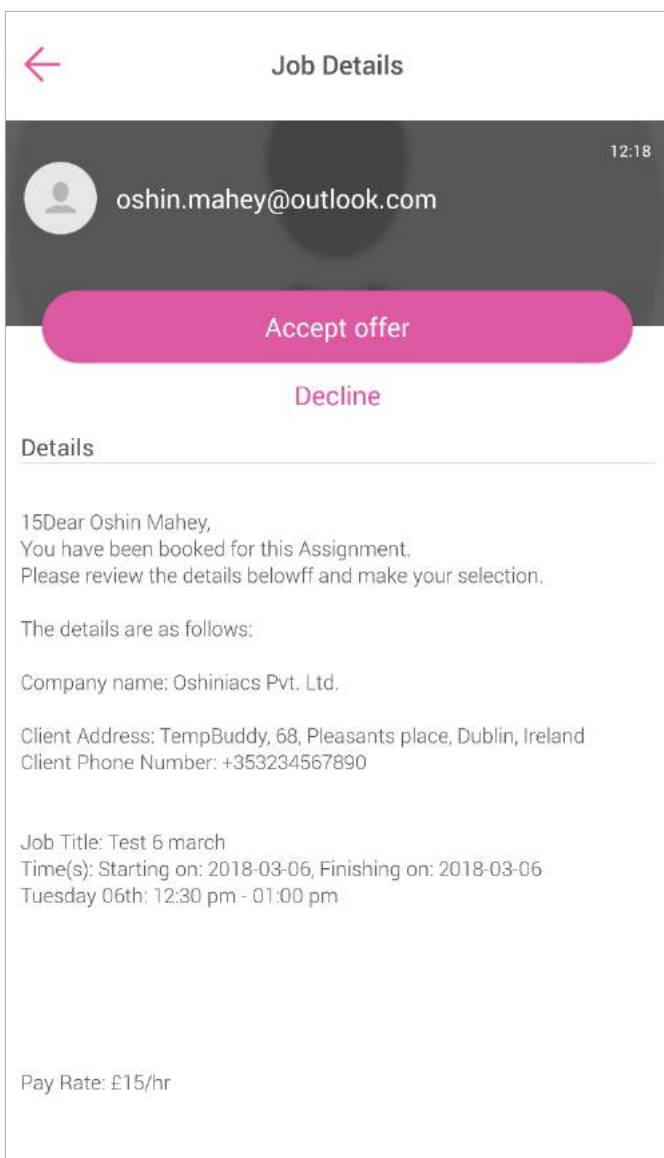 Job Details
12:18
oshin.mahey@outlook.com
Accept offer
Decline
Details
15Dear Oshin Mahey,
You have been booked for this Assignment.
Please review the details belowff and make your selection.
The details are as follows:
Company name: Oshiniacs Pvt. Ltd.
Client Address: TempBuddy, 68, Pleasants place, Dublin, Ireland
Client Phone Number: +353234567890
Job Title: Test 6 march
Time(s): Starting on: 2018-03-06, Finishing on: 2018-03-06
Tuesday 06th: 12:30 pm - 01:00 pm
Pay Rate: £15/hr